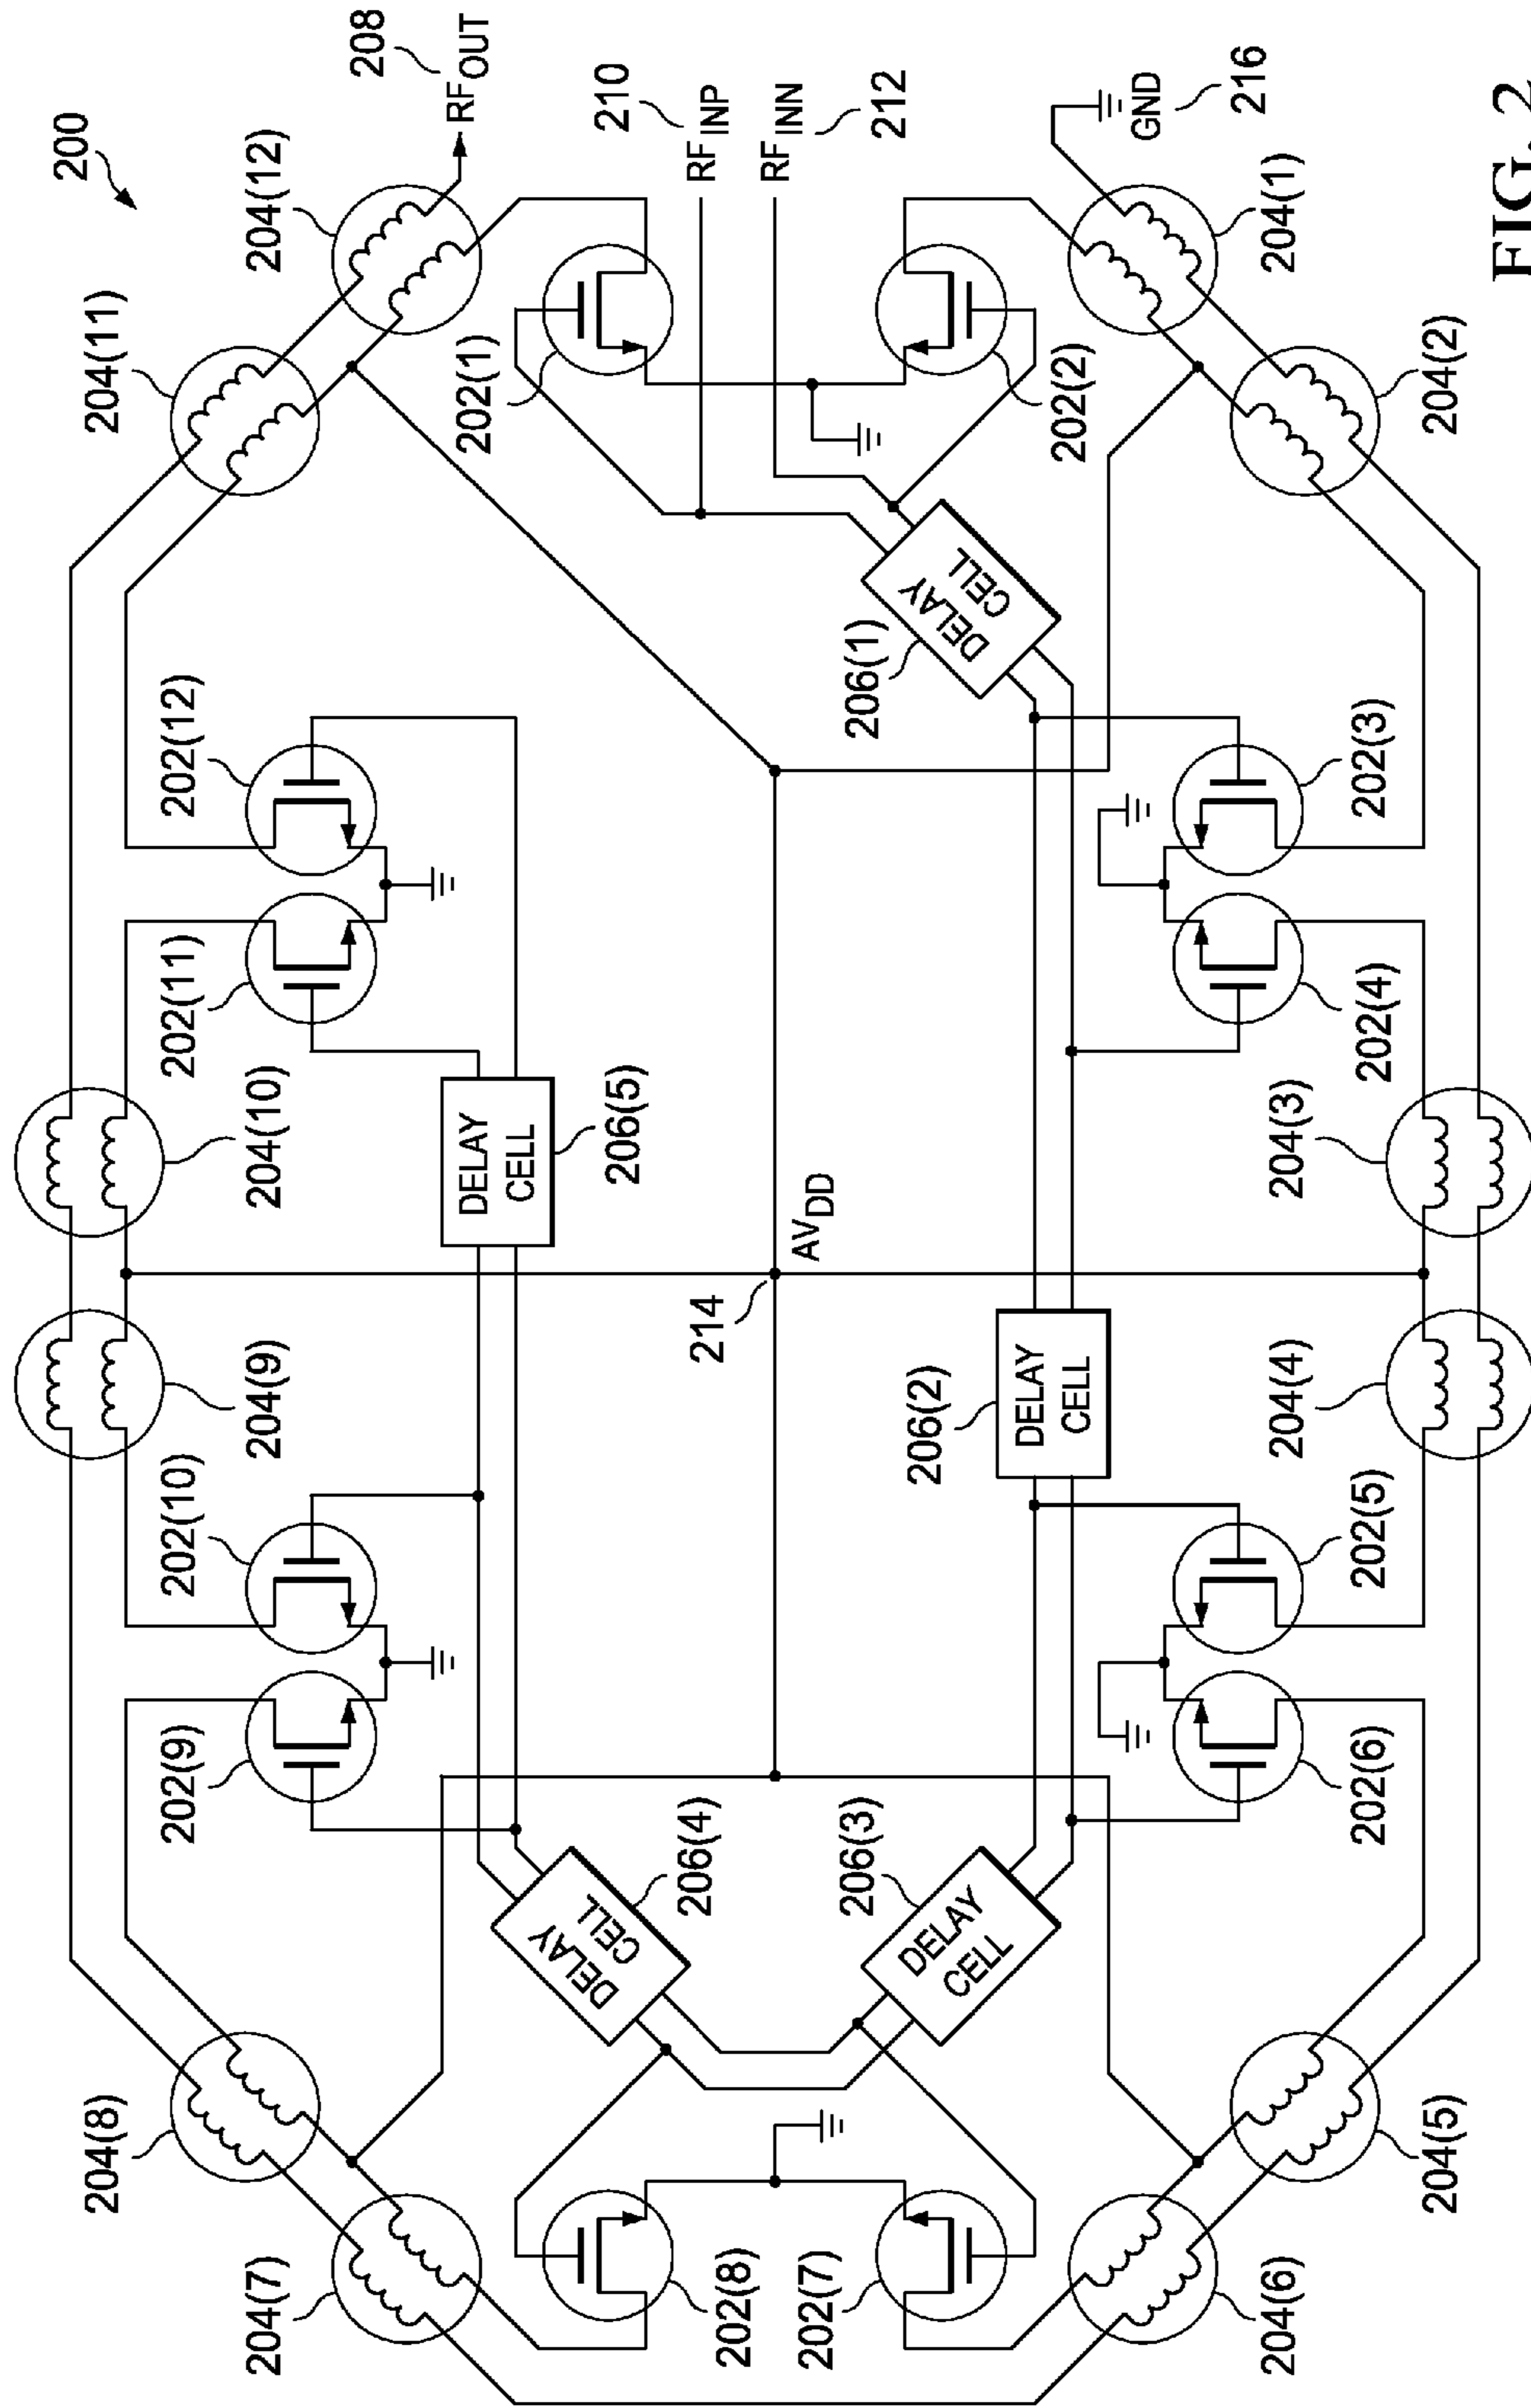 200
208
RFOUT
204(12)
204(11)
210
RFINP
RFINN
212
GND
216
204(1)
204(2)
202(1)
202(2)
DELAY
CELL
206(1)
202(12)
202(11)
202(3)
202(4)
204(10)
DELAY
CELL
206(5)
204(3)
AVDD
214
204(9)
DELAY
CELL
206(2)
204(4)
202(10)
202(9)
202(5)
202(6)
DELAY
CELL
206(4)
DELAY
CELL
206(3)
204(8)
204(7)
202(8)
202(7)
204(5)
204(6)
FIG. 2